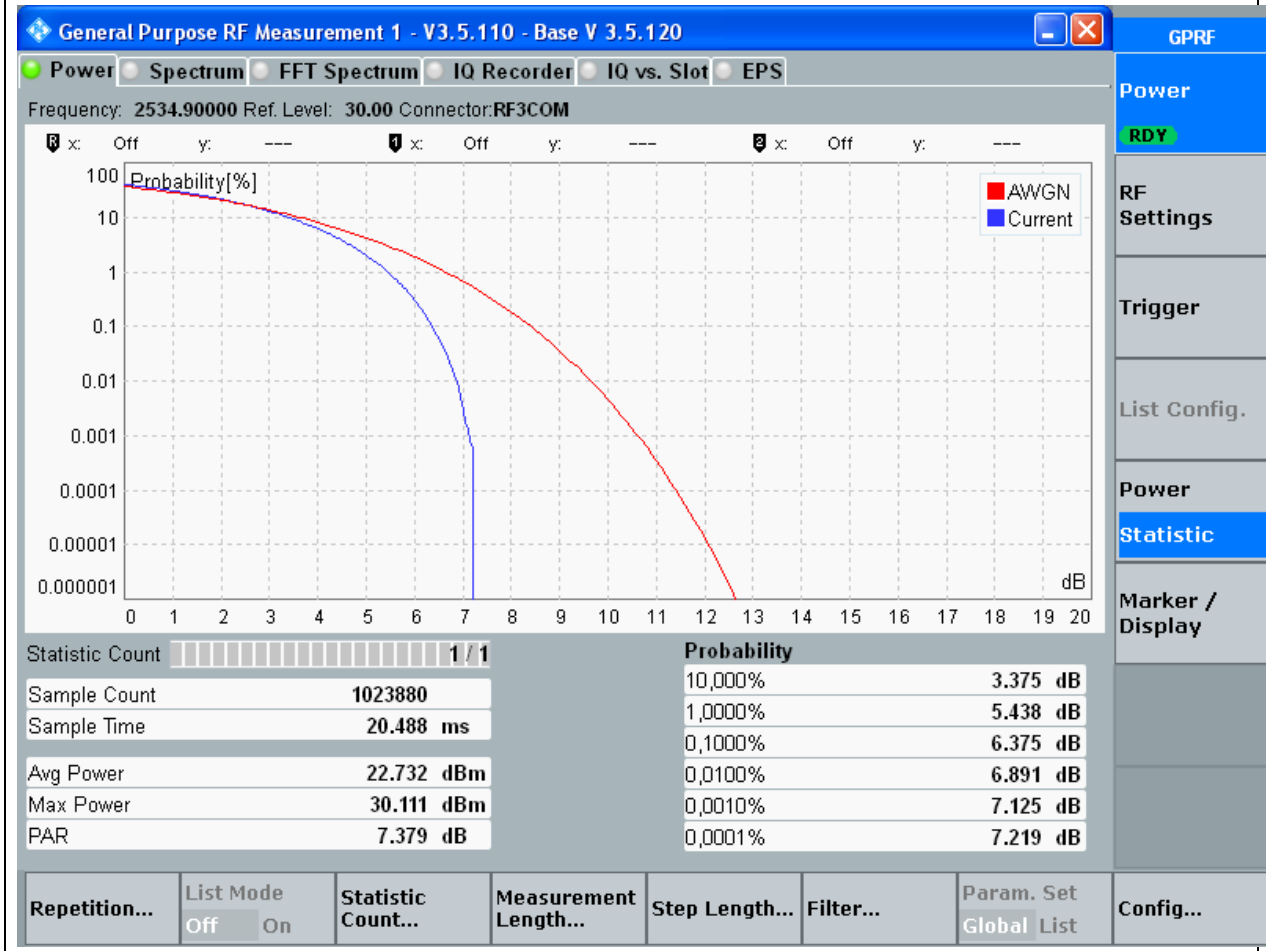 General Purpose RF Measurement 1 - V3.5.110 - Base V 3.5.120
GPRF
Power Spectrum FFT Spectrum IQ Recorder IQ vs. Slot EPS
Power
RDY
Frequency: 2534.90000 Ref. Level: 30.00 Connector:RF3COM
R x: Off y: --- 1 x: Off y: --- 2 x: Off y: ---
Probability[%]
AWGN
Current
100
10
1
0.1
0.01
0.001
0.0001
0.00001
0.000001
dB
0 1 2 3 4 5 6 7 8 9 10 11 12 13 14 15 16 17 18 19 20
RF
Settings
Trigger
List Config.
Power
Statistic
Marker /
Display
Statistic Count 1 / 1
Sample Count 1023880
Sample Time 20.488 ms
Avg Power 22.732 dBm
Max Power 30.111 dBm
PAR 7.379 dB
Probability
10,000% 3.375 dB
1,0000% 5.438 dB
0,1000% 6.375 dB
0,0100% 6.891 dB
0,0010% 7.125 dB
0,0001% 7.219 dB
Repetition...
List Mode
Off On
Statistic
Count...
Measurement
Length...
Step Length...
Filter...
Param. Set
Global List
Config...